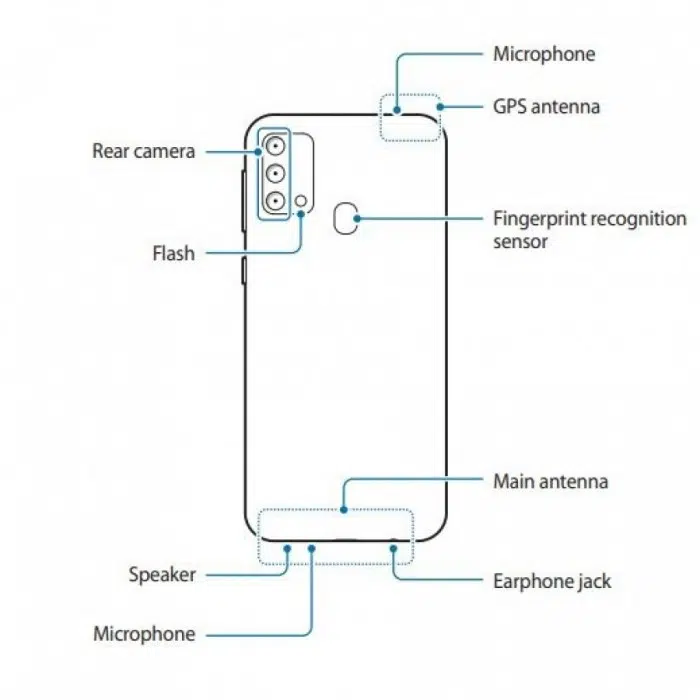 Microphone
GPS antenna
Rear camera
Fingerprint recognition
sensor
Flash
Main antenna
Speaker
Earphone jack
Microphone